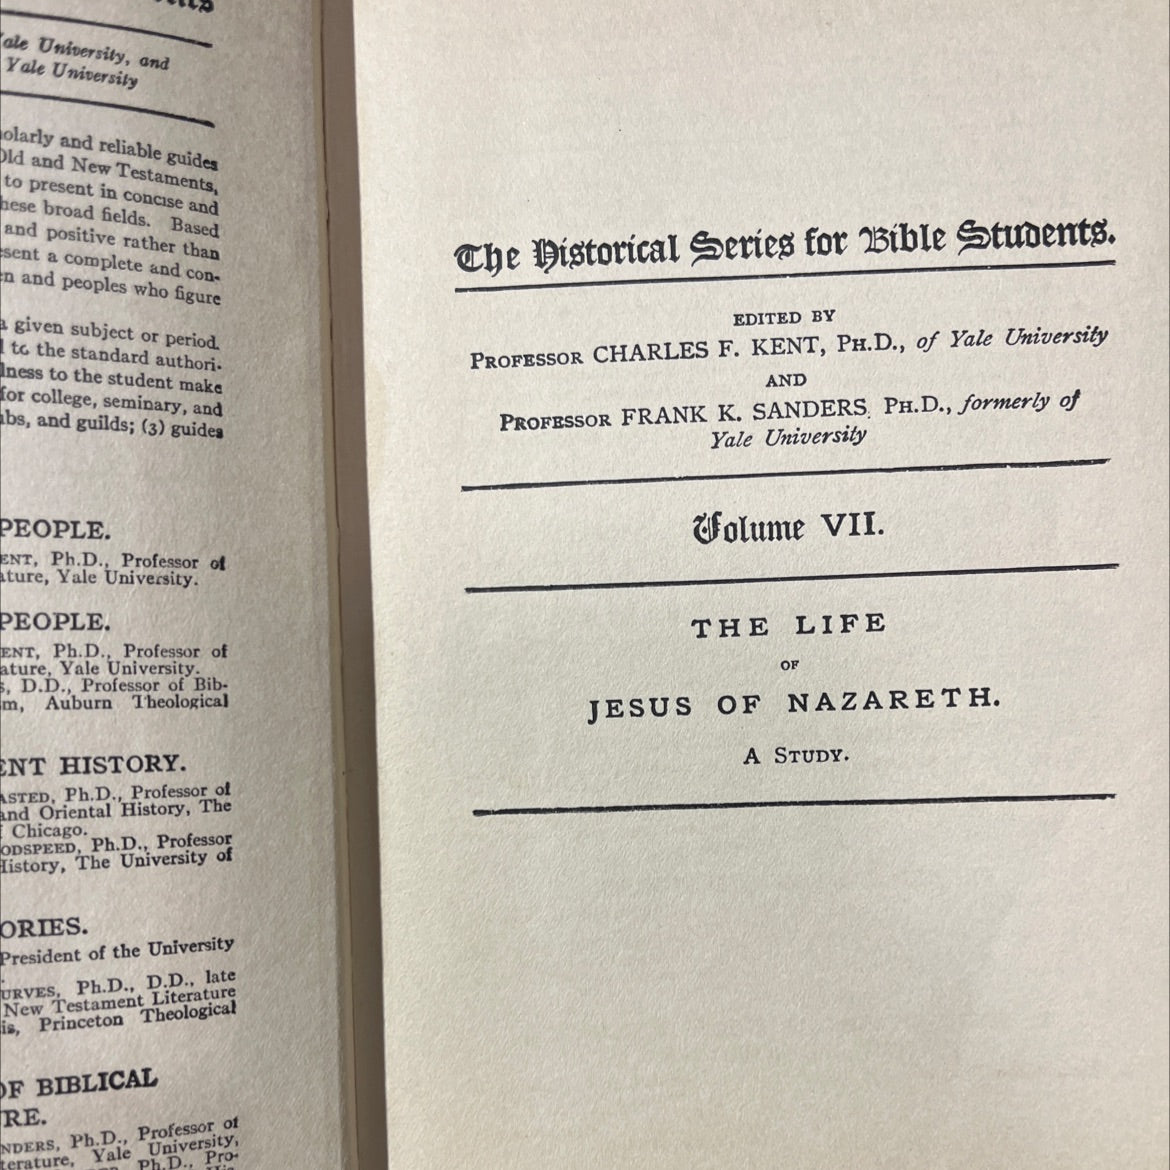 ale University, and
Yale University
olarly and reliable guides
Old and New Testaments,
to present in concise and
hese broad fields. Based
and positive rather than
sent a complete and con-
n and peoples who figure
a given subject or period.
to the standard authori-
lness to the student make
for college, seminary, and
ubs, and guilds; (3) guides
PEOPLE.
ENT, Ph.D., Professor of
ature, Yale University.
PEOPLE.
ENT, Ph.D., Professor of
ature, Yale University.
s, D.D., Professor of Bib-
m, Auburn Theological
ENT HISTORY.
ASTED, Ph.D., Professor of
and Oriental History, The
f Chicago.
ODSPEED, Ph.D., Professor
History, The University of
ORIES.
President of the University
URVES, Ph.D., D.D., late
New Testament Literature
is, Princeton Theological
OF BIBLICAL
RE.
NDERS, Ph.D., Professor of
terature, Yale University,
Ph.D., Pro-
The Historical Series for Bible Students.
EDITED BY
PROFESSOR CHARLES F. KENT, PH.D., of Yale University
AND
PROFESSOR FRANK K. SANDERS, PH.D., formerly of
Yale University
Volume VII.
THE LIFE
OF
JESUS OF NAZARETH.
A STUDY.